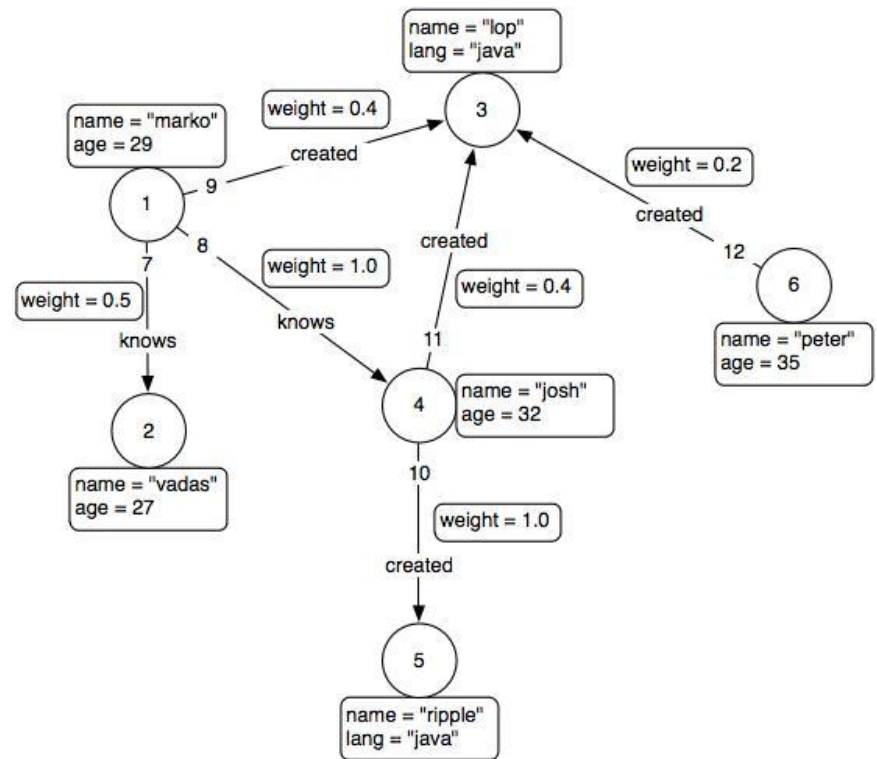 name = "lop"
lang = "java"
3
weight = 0.4
created
9
name = "marko"
age = 29
1
8
weight = 1.0
knows
7
weight = 0.5
knows
2
name = "vadas"
age = 27
created
weight = 0.4
11
4
name = "josh"
age = 32
weight = 0.2
created
12
6
name = "peter"
age = 35
10
weight = 1.0
created
5
name = "ripple"
lang = "java"